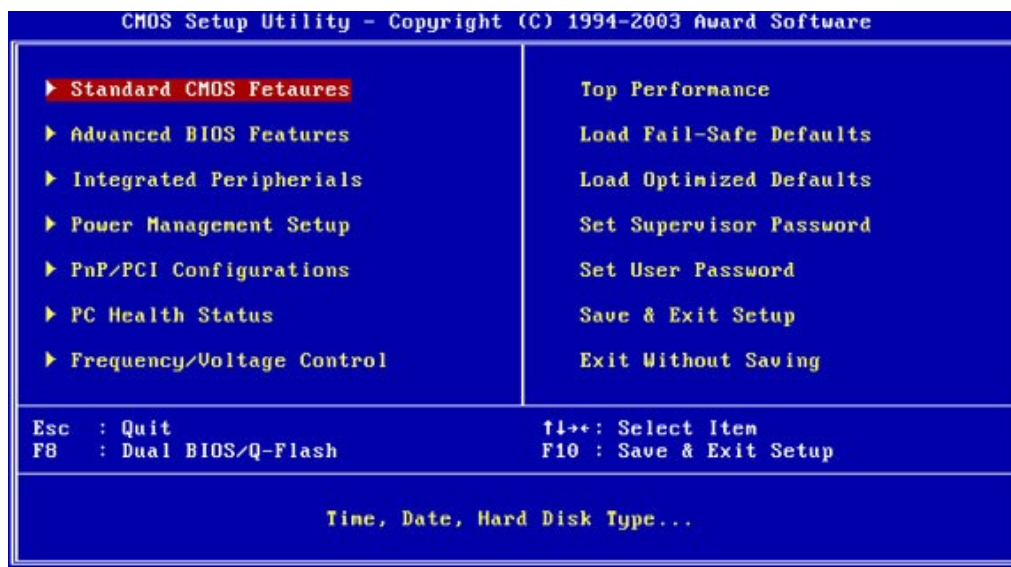 CMOS Setup Utility - Copyright (C) 1994-2003 Award Software
Standard CMOS Fetaures
Advanced BIOS Features
Integrated Peripherials
Power Management Setup
PnP/PCI Configurations
PC Health Status
Frequency/Voltage Control
Top Performance
Load Fail-Safe Defaults
Load Optimized Defaults
Set Supervisor Password
Set User Password
Save & Exit Setup
Exit Without Saving
Esc : Quit
F8 : Dual BIOS/Q-Flash
↑↓→←: Select Item
F10 : Save & Exit Setup
Time, Date, Hard Disk Type...